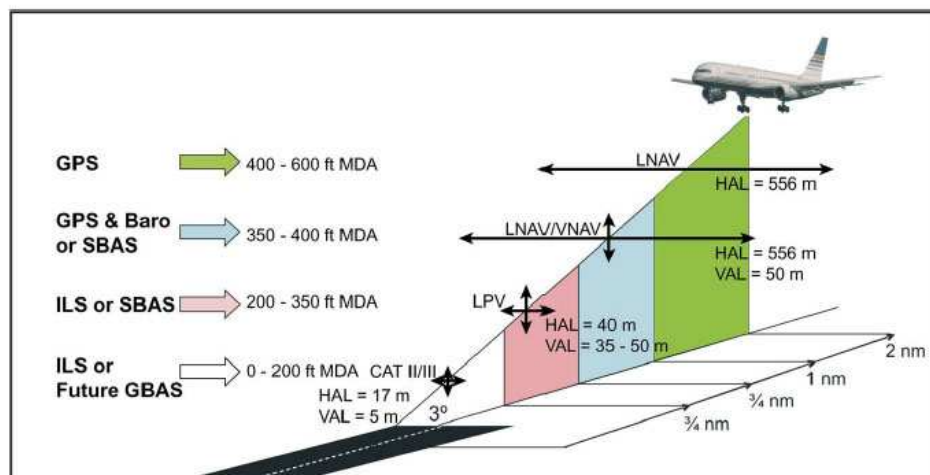 GPS
400 - 600 ft MDA
LNAV
HAL = 556 m
GPS & Baro
or SBAS
350 - 400 ft MDA
LNAV/VNAV
HAL = 556 m
VAL = 50 m
ILS or SBAS
200 - 350 ft MDA
LPV
HAL = 40 m
VAL = 35 - 50 m
ILS or
Future GBAS
0 - 200 ft MDA CAT II/III
HAL = 17 m
VAL = 5 m
3º
2 nm
1 nm
¾ nm
¾ nm